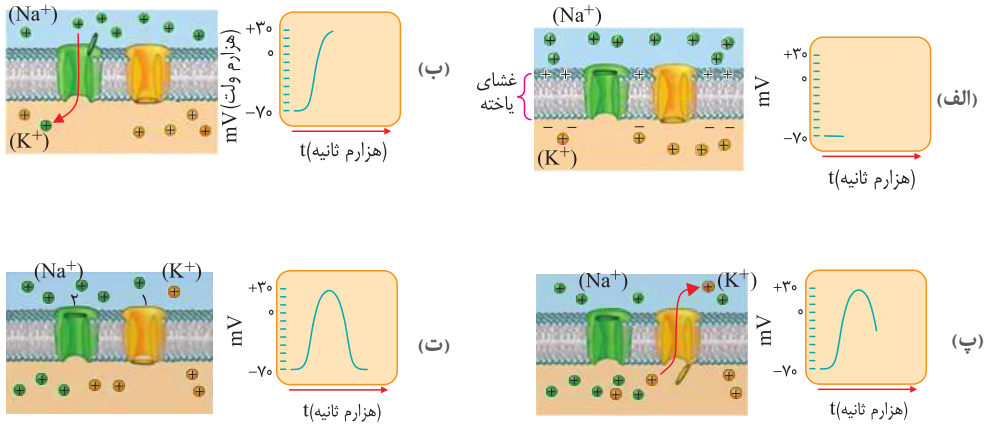 (Na⁺)
غشای
یاخته
(K⁺)
mV
+۳۰
۰
−۷۰
t(هزارم ثانیه)
(الف)
(Na⁺)
(K⁺)
mV(هزارم ولت)
+۳۰
۰
−۷۰
t(هزارم ثانیه)
(ب)
(Na⁺)
(K⁺)
mV
+۳۰
۰
−۷۰
t(هزارم ثانیه)
(پ)
(Na⁺)
(K⁺)
۲
۱
mV
+۳۰
۰
−۷۰
t(هزارم ثانیه)
(ت)